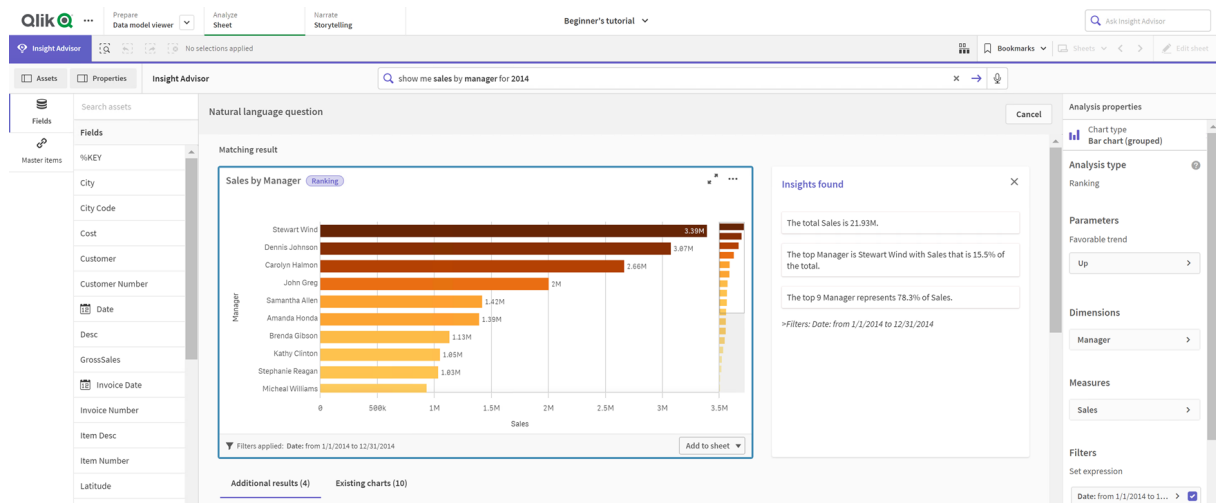 Qlik
Prepare
Data model viewer
Analyze
Sheet
Narrate
Storytelling
Beginner's tutorial
Ask Insight Advisor
Insight Advisor
No selections applied
Bookmarks
Sheets
Edit sheet
Assets
Properties
Insight Advisor
show me sales by manager for 2014
Fields
Master items
Search assets
Fields
%KEY
City
City Code
Cost
Customer
Customer Number
Date
Desc
GrossSales
Invoice Date
Invoice Number
Item Desc
Item Number
Latitude
Natural language question
Cancel
Matching result
Sales by Manager
Ranking
Manager
Stewart Wind 3.39M
Dennis Johnson 3.07M
Carolyn Halmon 2.66M
John Greg 2M
Samantha Allen 1.42M
Amanda Honda 1.39M
Brenda Gibson 1.13M
Kathy Clinton 1.05M
Stephanie Reagan 1.03M
Micheal Williams
0 500k 1M 1.5M 2M 2.5M 3M 3.5M
Sales
Filters applied: Date: from 1/1/2014 to 12/31/2014
Add to sheet
Insights found
The total Sales is 21.93M.
The top Manager is Stewart Wind with Sales that is 15.5% of
the total.
The top 9 Manager represents 78.3% of Sales.
>Filters: Date: from 1/1/2014 to 12/31/2014
Additional results (4)
Existing charts (10)
Analysis properties
Chart type
Bar chart (grouped)
Analysis type
Ranking
Parameters
Favorable trend
Up
Dimensions
Manager
Measures
Sales
Filters
Set expression
Date: from 1/1/2014 to 1...